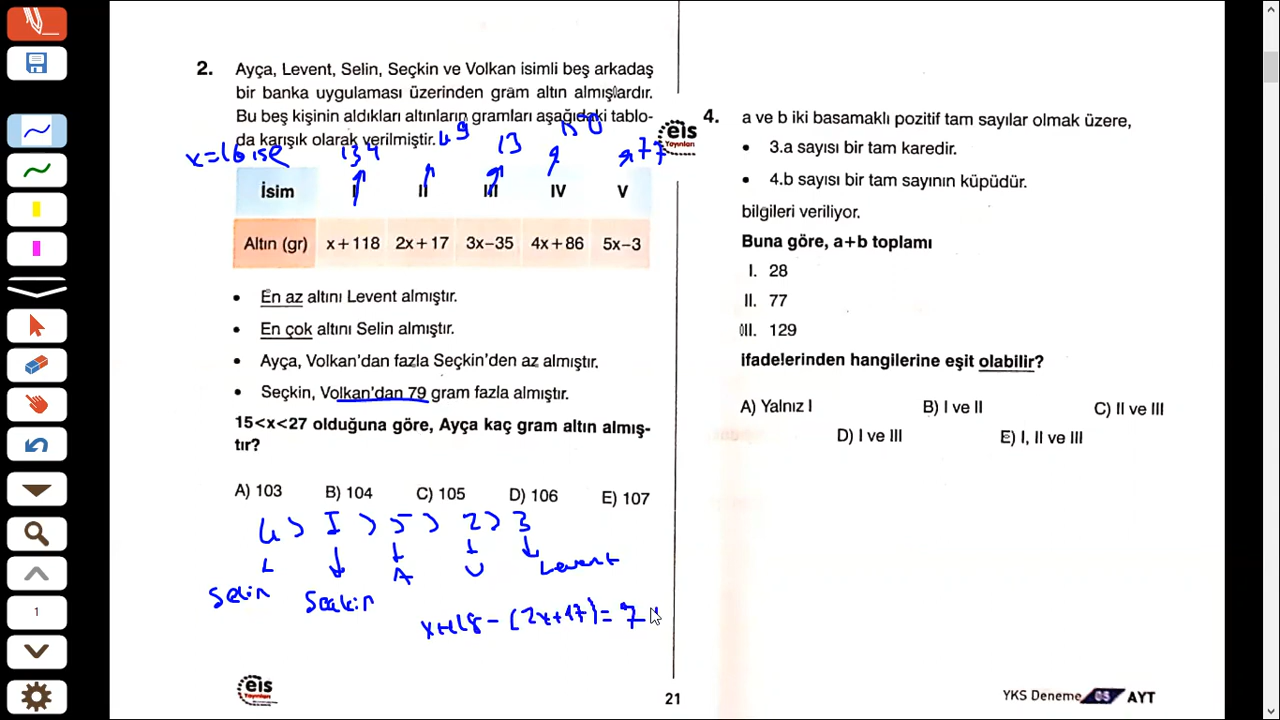 2. Ayça, Levent, Selin, Seçkin ve Volkan isimli beş arkadaş
bir banka uygulaması üzerinden gram altın almışlardır.
Bu beş kişinin aldıkları altınların gramları aşağıdaki tablo-
da karışık olarak verilmiştir.
x=16 ise 134 49 13 150 77
İsim I II III IV V
Altın (gr) x+118 2x+17 3x−35 4x+86 5x−3
• En az altını Levent almıştır.
• En çok altını Selin almıştır.
• Ayça, Volkan'dan fazla Seçkin'den az almıştır.
• Seçkin, Volkan'dan 79 gram fazla almıştır.
15<x<27 olduğuna göre, Ayça kaç gram altın almış-
tır?
A) 103 B) 104 C) 105 D) 106 E) 107
4 > I > 5 > 2 > 3
Selin Seçkin A V Levent
x+118 − (2x+17) = 7
eis
Yayınları
21
eis
Yayınları
4. a ve b iki basamaklı pozitif tam sayılar olmak üzere,
• 3.a sayısı bir tam karedir.
• 4.b sayısı bir tam sayının küpüdür.
bilgileri veriliyor.
Buna göre, a+b toplamı
I. 28
II. 77
III. 129
ifadelerinden hangilerine eşit olabilir?
A) Yalnız I B) I ve II C) II ve III
D) I ve III E) I, II ve III
YKS Deneme 03 AYT
1